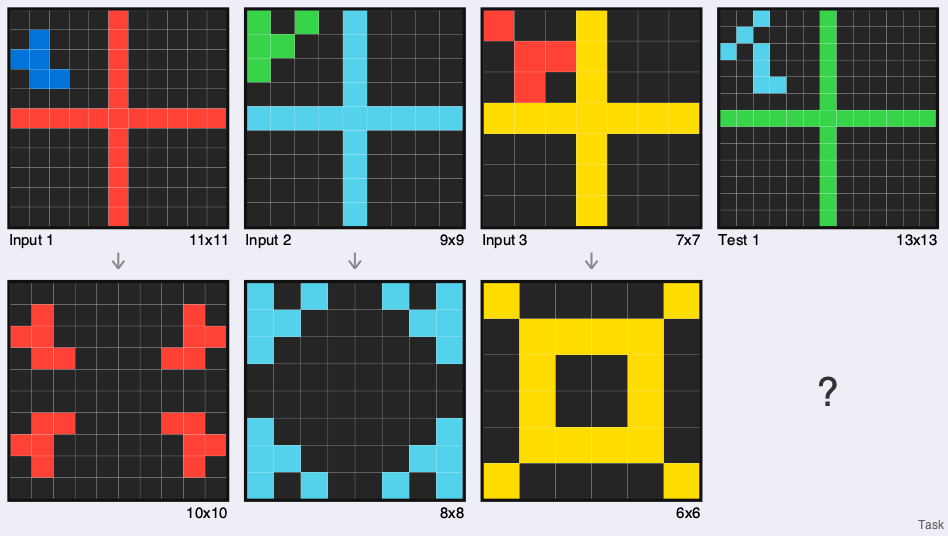 Input 1 11x11
Input 2 9x9
Input 3 7x7
Test 1 13x13
10x10
8x8
6x6
?
Task